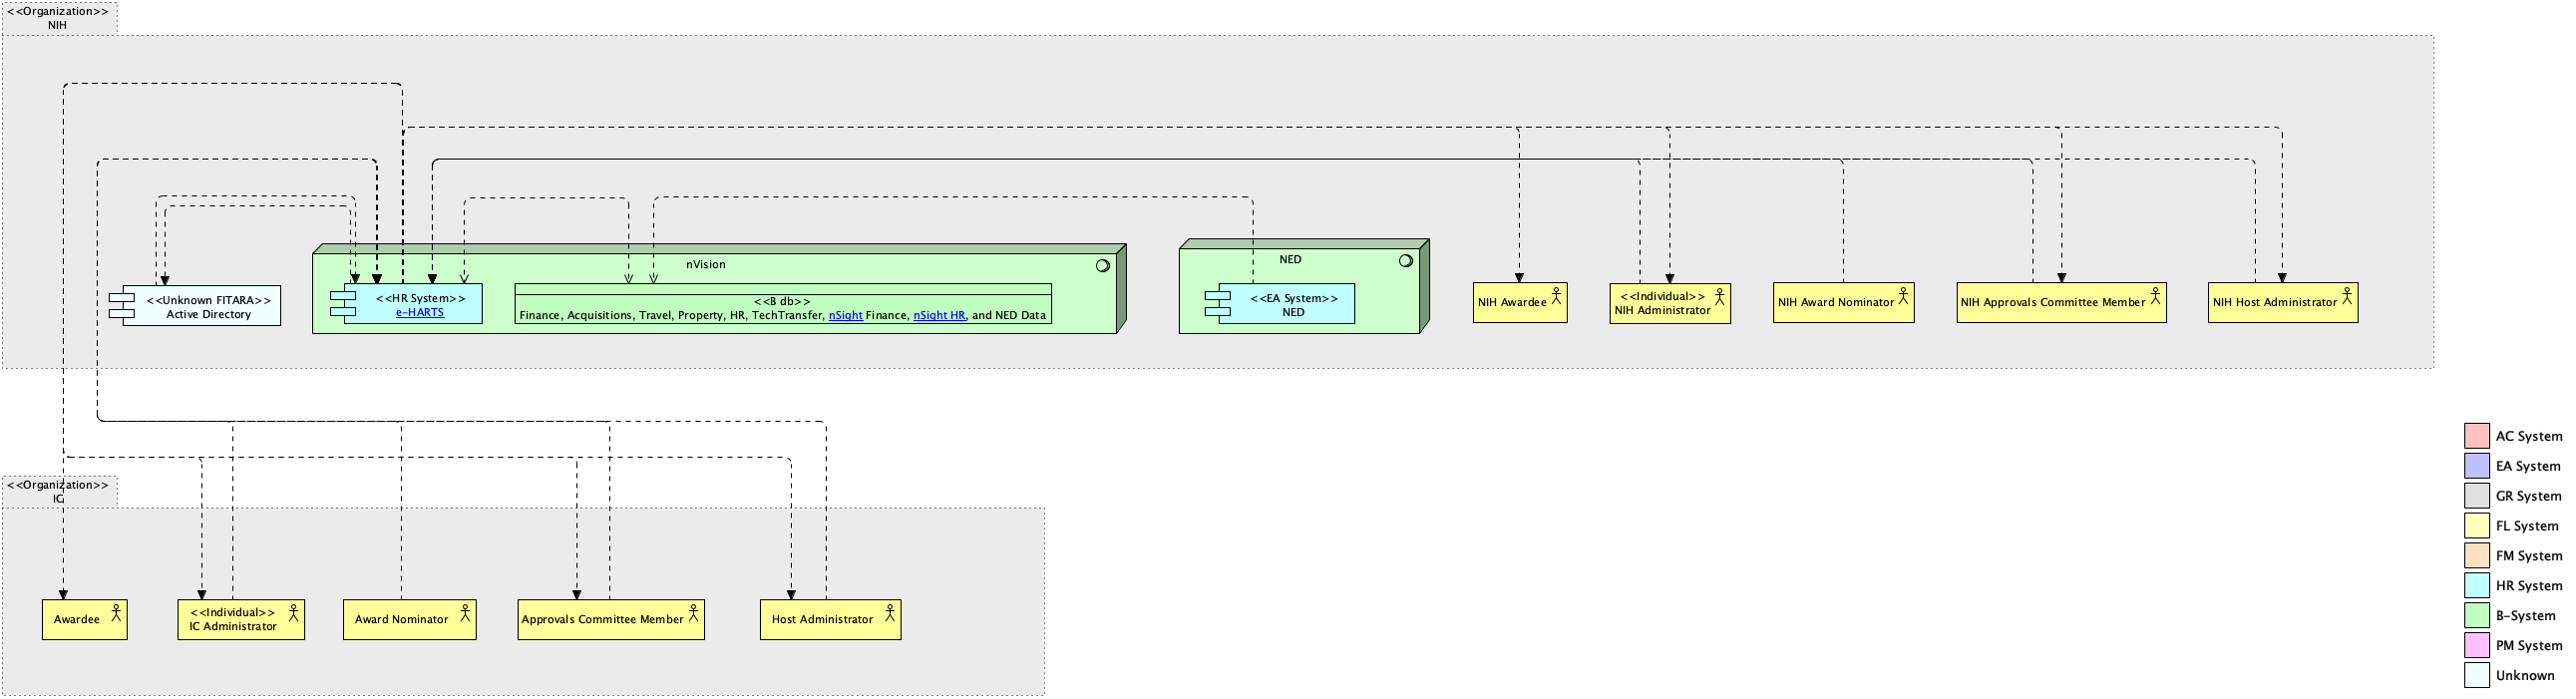 <<Organization>>
NIH
<<Unknown FITARA>>
Active Directory
nVision
<<HR System>>
e-HARTS
<<B db>>
Finance, Acquisitions, Travel, Property, HR, TechTransfer, nSight Finance, nSight HR, and NED Data
NED
<<EA System>>
NED
NIH Awardee
<<Individual>>
NIH Administrator
NIH Award Nominator
NIH Approvals Committee Member
NIH Host Administrator
<<Organization>>
IC
Awardee
<<Individual>>
IC Administrator
Award Nominator
Approvals Committee Member
Host Administrator
AC System
EA System
GR System
FL System
FM System
HR System
B-System
PM System
Unknown